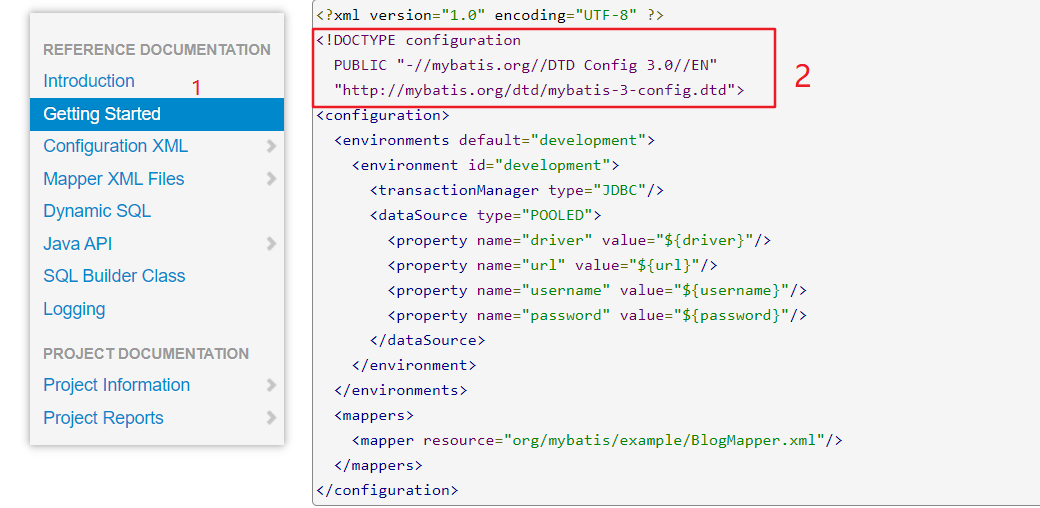 REFERENCE DOCUMENTATION
Introduction
1
Getting Started
Configuration XML
Mapper XML Files
Dynamic SQL
Java API
SQL Builder Class
Logging
PROJECT DOCUMENTATION
Project Information
Project Reports
<?xml version="1.0" encoding="UTF-8" ?>
<!DOCTYPE configuration
  PUBLIC "-//mybatis.org//DTD Config 3.0//EN"
  "http://mybatis.org/dtd/mybatis-3-config.dtd">
2
<configuration>
  <environments default="development">
    <environment id="development">
      <transactionManager type="JDBC"/>
      <dataSource type="POOLED">
        <property name="driver" value="${driver}"/>
        <property name="url" value="${url}"/>
        <property name="username" value="${username}"/>
        <property name="password" value="${password}"/>
      </dataSource>
    </environment>
  </environments>
  <mappers>
    <mapper resource="org/mybatis/example/BlogMapper.xml"/>
  </mappers>
</configuration>